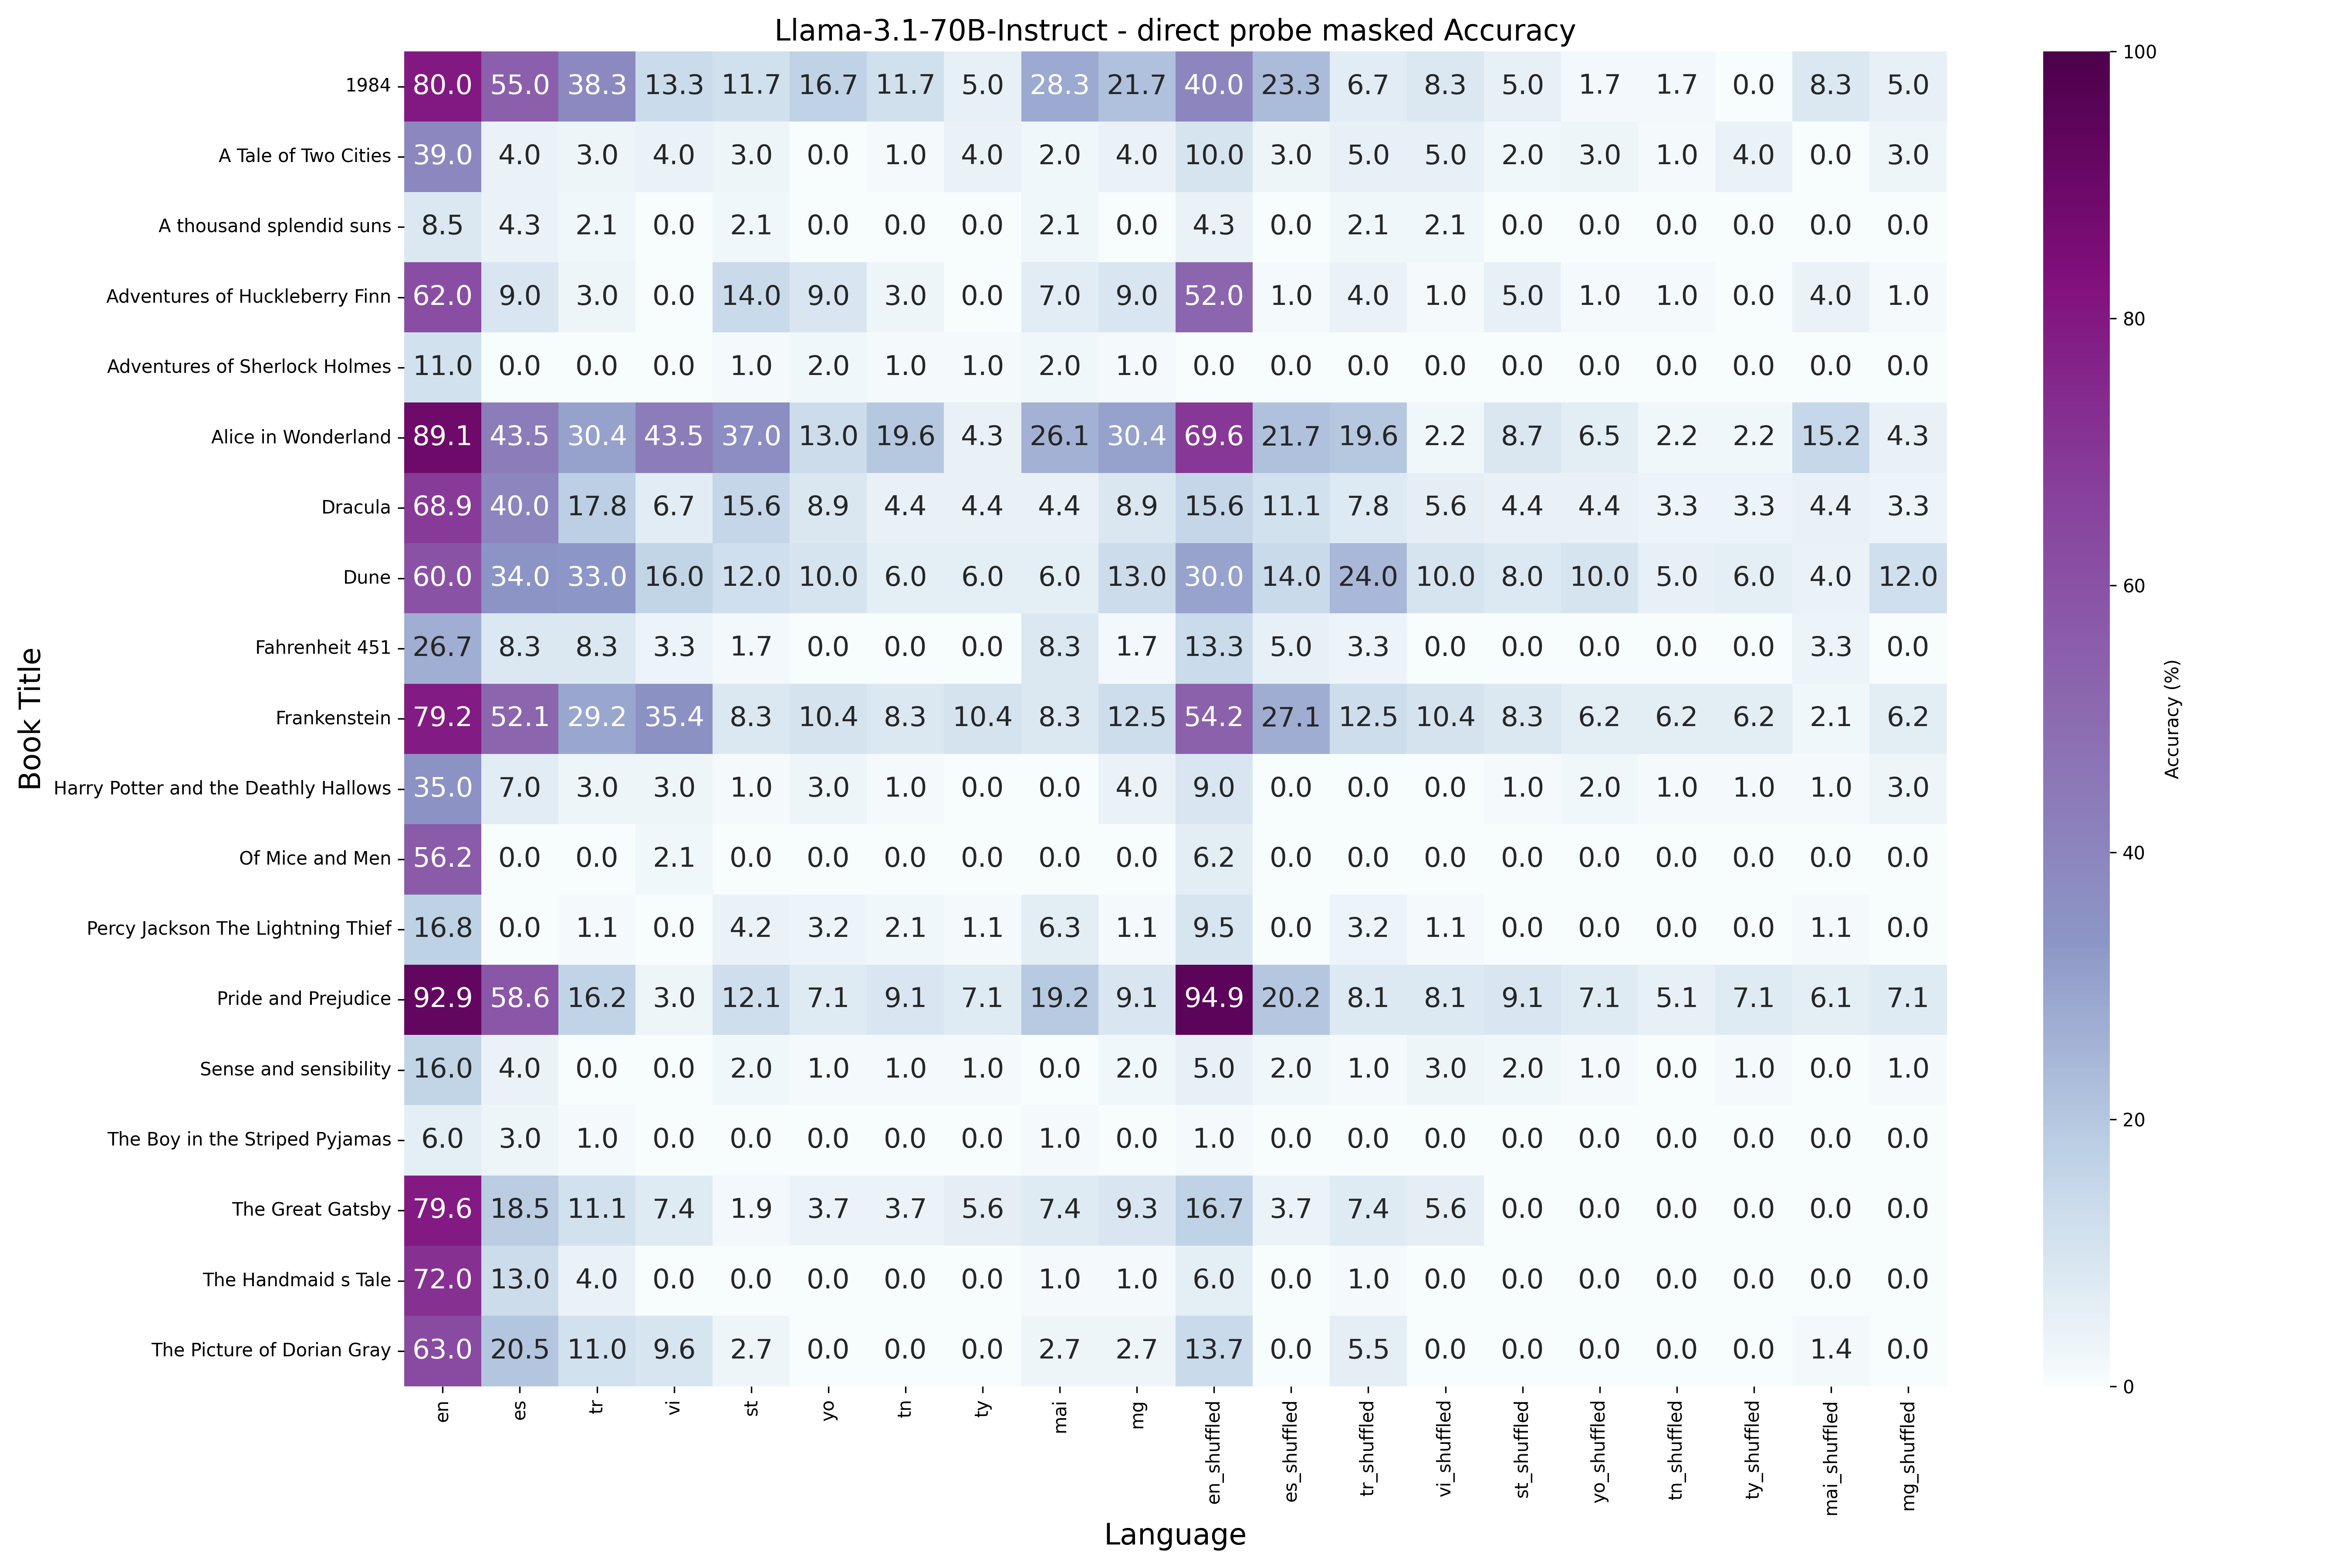 Llama-3.1-70B-Instruct - direct probe masked Accuracy
Book Title
1984 80.0 55.0 38.3 13.3 11.7 16.7 11.7 5.0 28.3 21.7 40.0 23.3 6.7 8.3 5.0 1.7 1.7 0.0 8.3 5.0
A Tale of Two Cities 39.0 4.0 3.0 4.0 3.0 0.0 1.0 4.0 2.0 4.0 10.0 3.0 5.0 5.0 2.0 3.0 1.0 4.0 0.0 3.0
A thousand splendid suns 8.5 4.3 2.1 0.0 2.1 0.0 0.0 0.0 2.1 0.0 4.3 0.0 2.1 2.1 0.0 0.0 0.0 0.0 0.0 0.0
Adventures of Huckleberry Finn 62.0 9.0 3.0 0.0 14.0 9.0 3.0 0.0 7.0 9.0 52.0 1.0 4.0 1.0 5.0 1.0 1.0 0.0 4.0 1.0
Adventures of Sherlock Holmes 11.0 0.0 0.0 0.0 1.0 2.0 1.0 1.0 2.0 1.0 0.0 0.0 0.0 0.0 0.0 0.0 0.0 0.0 0.0 0.0
Alice in Wonderland 89.1 43.5 30.4 43.5 37.0 13.0 19.6 4.3 26.1 30.4 69.6 21.7 19.6 2.2 8.7 6.5 2.2 2.2 15.2 4.3
Dracula 68.9 40.0 17.8 6.7 15.6 8.9 4.4 4.4 4.4 8.9 15.6 11.1 7.8 5.6 4.4 4.4 3.3 3.3 4.4 3.3
Dune 60.0 34.0 33.0 16.0 12.0 10.0 6.0 6.0 6.0 13.0 30.0 14.0 24.0 10.0 8.0 10.0 5.0 6.0 4.0 12.0
Fahrenheit 451 26.7 8.3 8.3 3.3 1.7 0.0 0.0 0.0 8.3 1.7 13.3 5.0 3.3 0.0 0.0 0.0 0.0 0.0 3.3 0.0
Frankenstein 79.2 52.1 29.2 35.4 8.3 10.4 8.3 10.4 8.3 12.5 54.2 27.1 12.5 10.4 8.3 6.2 6.2 6.2 2.1 6.2
Harry Potter and the Deathly Hallows 35.0 7.0 3.0 3.0 1.0 3.0 1.0 0.0 0.0 4.0 9.0 0.0 0.0 0.0 1.0 2.0 1.0 1.0 1.0 3.0
Of Mice and Men 56.2 0.0 0.0 2.1 0.0 0.0 0.0 0.0 0.0 0.0 6.2 0.0 0.0 0.0 0.0 0.0 0.0 0.0 0.0 0.0
Percy Jackson The Lightning Thief 16.8 0.0 1.1 0.0 4.2 3.2 2.1 1.1 6.3 1.1 9.5 0.0 3.2 1.1 0.0 0.0 0.0 0.0 1.1 0.0
Pride and Prejudice 92.9 58.6 16.2 3.0 12.1 7.1 9.1 7.1 19.2 9.1 94.9 20.2 8.1 8.1 9.1 7.1 5.1 7.1 6.1 7.1
Sense and sensibility 16.0 4.0 0.0 0.0 2.0 1.0 1.0 1.0 0.0 2.0 5.0 2.0 1.0 3.0 2.0 1.0 0.0 1.0 0.0 1.0
The Boy in the Striped Pyjamas 6.0 3.0 1.0 0.0 0.0 0.0 0.0 0.0 1.0 0.0 1.0 0.0 0.0 0.0 0.0 0.0 0.0 0.0 0.0 0.0
The Great Gatsby 79.6 18.5 11.1 7.4 1.9 3.7 3.7 5.6 7.4 9.3 16.7 3.7 7.4 5.6 0.0 0.0 0.0 0.0 0.0 0.0
The Handmaid s Tale 72.0 13.0 4.0 0.0 0.0 0.0 0.0 0.0 1.0 1.0 6.0 0.0 1.0 0.0 0.0 0.0 0.0 0.0 0.0 0.0
The Picture of Dorian Gray 63.0 20.5 11.0 9.6 2.7 0.0 0.0 0.0 2.7 2.7 13.7 0.0 5.5 0.0 0.0 0.0 0.0 0.0 1.4 0.0
en es tr vi st yo tn ty mai mg en_shuffled es_shuffled tr_shuffled vi_shuffled st_shuffled yo_shuffled tn_shuffled ty_shuffled mai_shuffled mg_shuffled
Language
100
80
60
40
20
0
Accuracy (%)